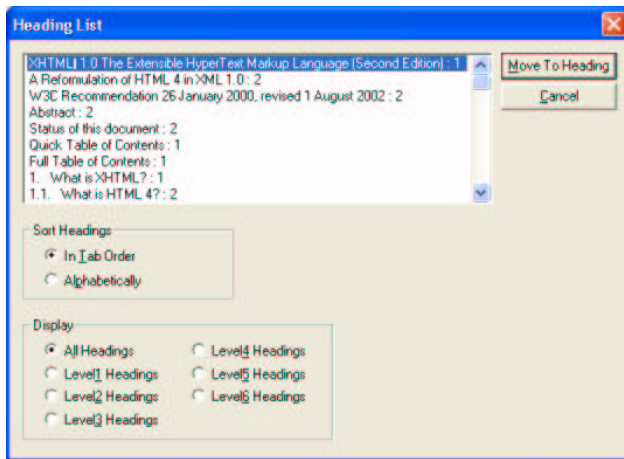 Heading List
XHTML 1.0 The Extensible HyperText Markup Language (Second Edition) : 1
A Reformulation of HTML 4 in XML 1.0 : 2
W3C Recommendation 26 January 2000, revised 1 August 2002 : 2
Abstract : 2
Status of this document : 2
Quick Table of Contents : 1
Full Table of Contents : 1
1. What is XHTML? : 1
1.1. What is HTML 4? : 2
Move To Heading
Cancel
Sort Headings
In Tab Order
Alphabetically
Display
All Headings
Level1 Headings
Level2 Headings
Level3 Headings
Level4 Headings
Level5 Headings
Level6 Headings